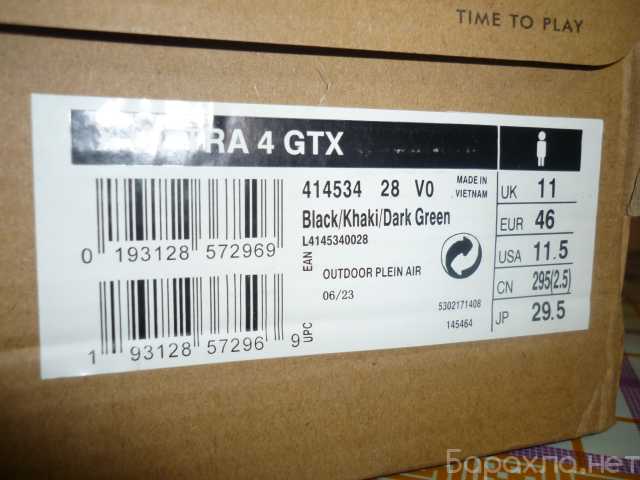 TIME TO PLAY
RA 4 GTX
414534 28 V0
MADE IN
VIETNAM
Black/Khaki/Dark Green
L4145340028
0 193128 572969
EAN
OUTDOOR PLEIN AIR
06/23
5302171408
145464
1 93128 57296 9
UPC
UK 11
EUR 46
USA 11.5
CN 295(2.5)
JP 29.5
Барахла.нет